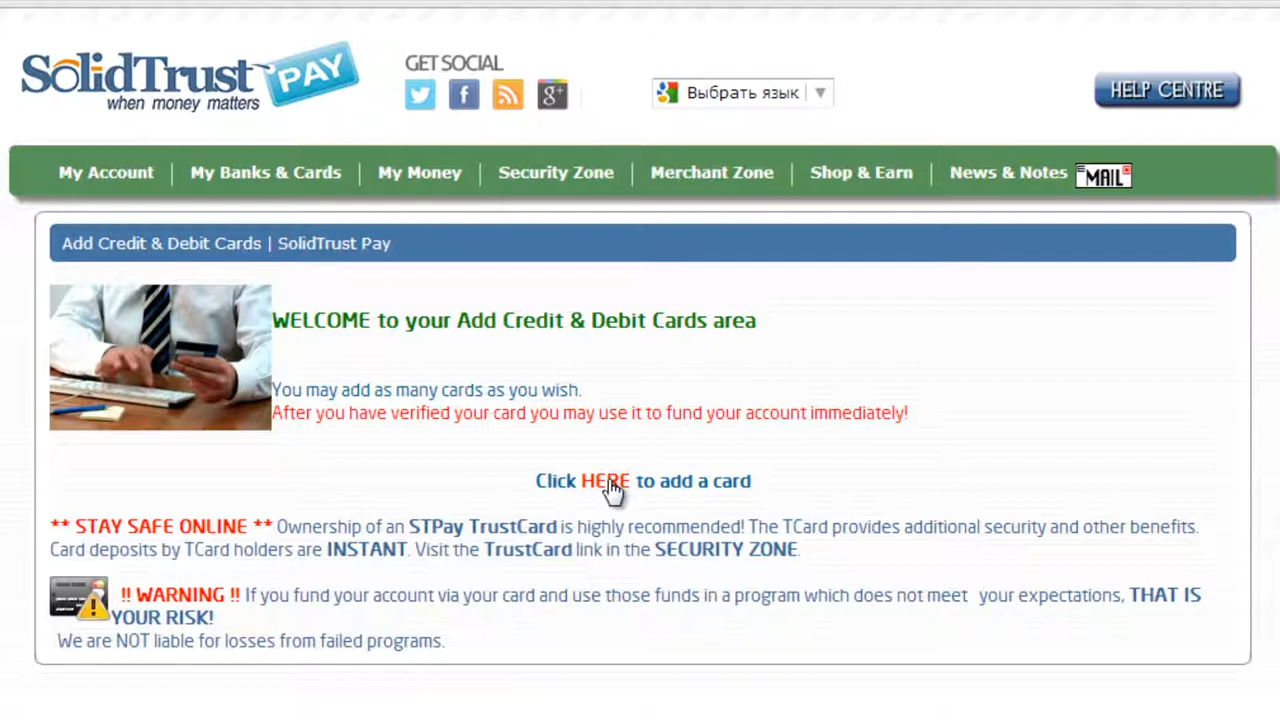 SolidTrust PAY
when money matters
GET SOCIAL
Выбрать язык
HELP CENTRE
My Account
My Banks & Cards
My Money
Security Zone
Merchant Zone
Shop & Earn
News & Notes
MAIL
Add Credit & Debit Cards | SolidTrust Pay
WELCOME to your Add Credit & Debit Cards area
You may add as many cards as you wish.
After you have verified your card you may use it to fund your account immediately!
Click HERE to add a card
** STAY SAFE ONLINE ** Ownership of an STPay TrustCard is highly recommended! The TCard provides additional security and other benefits.
Card deposits by TCard holders are INSTANT. Visit the TrustCard link in the SECURITY ZONE.
!! WARNING !! If you fund your account via your card and use those funds in a program which does not meet your expectations, THAT IS
YOUR RISK!
We are NOT liable for losses from failed programs.